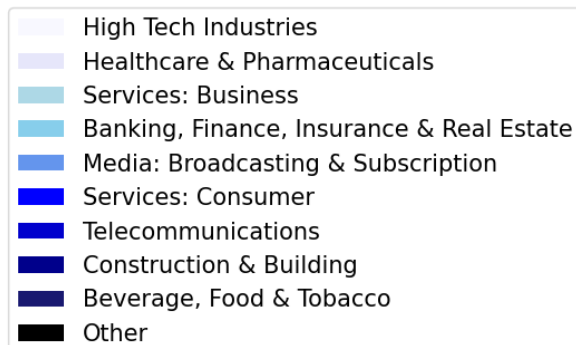 High Tech Industries
Healthcare & Pharmaceuticals
Services: Business
Banking, Finance, Insurance & Real Estate
Media: Broadcasting & Subscription
Services: Consumer
Telecommunications
Construction & Building
Beverage, Food & Tobacco
Other